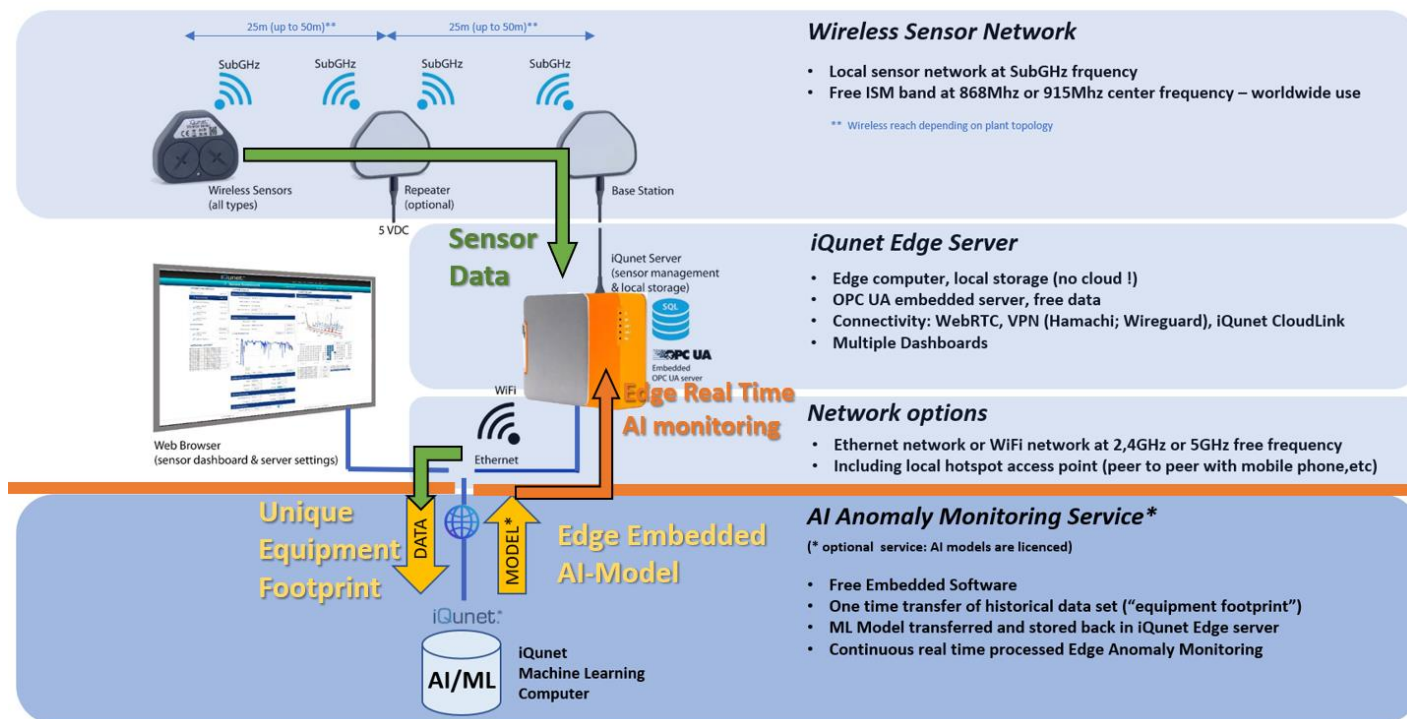 25m (up to 50m)**
25m (up to 50m)**
SubGHz
SubGHz
SubGHz
SubGHz
Wireless Sensors
(all types)
Repeater
(optional)
Base Station
5 VDC
Wireless Sensor Network
• Local sensor network at SubGHz frquency
• Free ISM band at 868Mhz or 915Mhz center frequency – worldwide use
** Wireless reach depending on plant topology
Sensor
Data
iQunet Server
(sensor management
& local storage)
SQL
OPC UA
Embedded
OPC UA server
iQunet Edge Server
• Edge computer, local storage (no cloud !)
• OPC UA embedded server, free data
• Connectivity: WebRTC, VPN (Hamachi; Wireguard), iQunet CloudLink
• Multiple Dashboards
iQunet
Web Browser
(sensor dashboard & server settings)
WiFi
Ethernet
Edge Real Time
AI monitoring
Network options
• Ethernet network or WiFi network at 2,4GHz or 5GHz free frequency
• Including local hotspot access point (peer to peer with mobile phone,etc)
Unique
Equipment
Footprint
DATA
MODEL*
Edge Embedded
AI-Model
iQunet.*
AI/ML
iQunet
Machine Learning
Computer
AI Anomaly Monitoring Service*
(* optional service: AI models are licenced)
• Free Embedded Software
• One time transfer of historical data set (“equipment footprint”)
• ML Model transferred and stored back in iQunet Edge server
• Continuous real time processed Edge Anomaly Monitoring